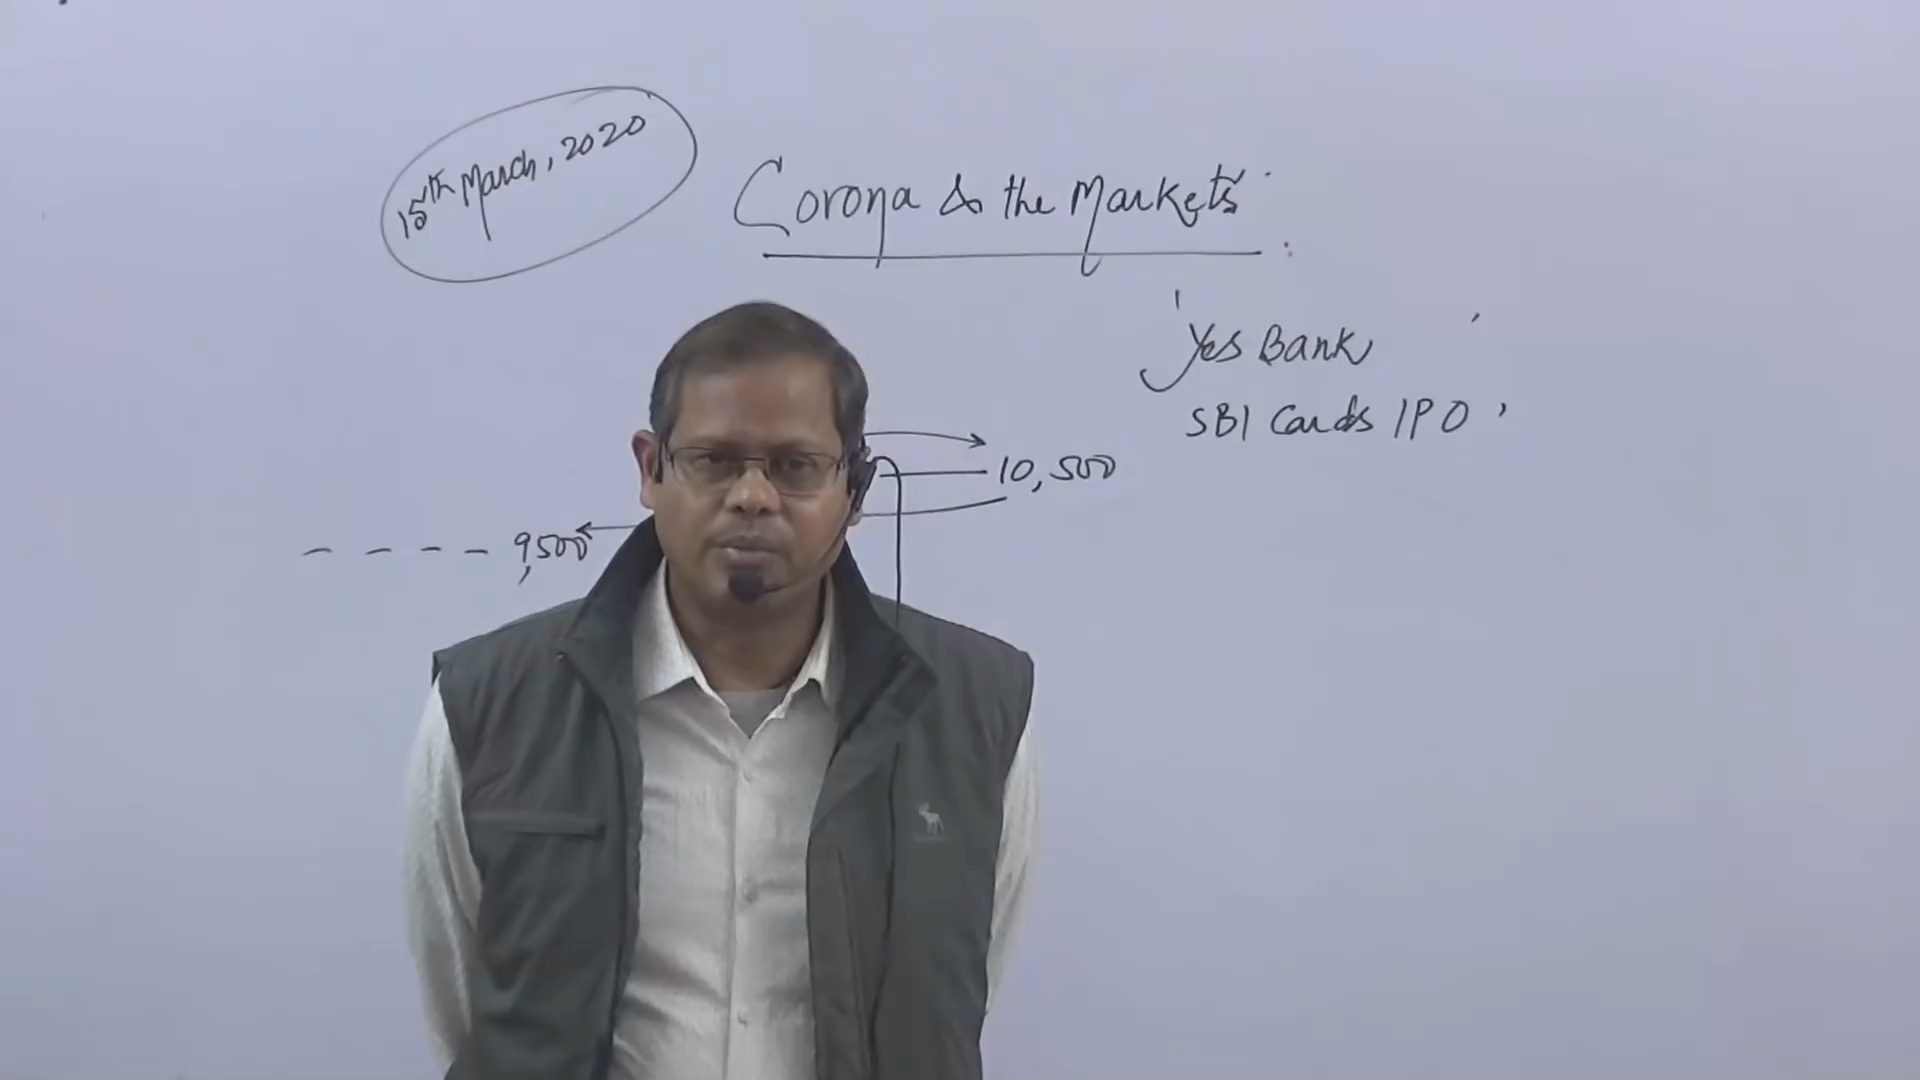 15th March, 2020
Corona & the Markets
Yes Bank
SBI Cards IPO
10,500
9,500